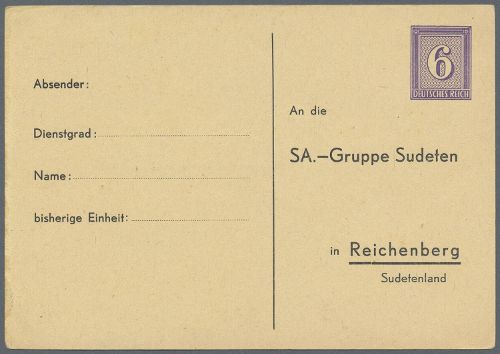 6
DEUTSCHES REICH
Absender:
Dienstgrad:
Name:
bisherige Einheit:
An die
SA.-Gruppe Sudeten
in Reichenberg
Sudetenland